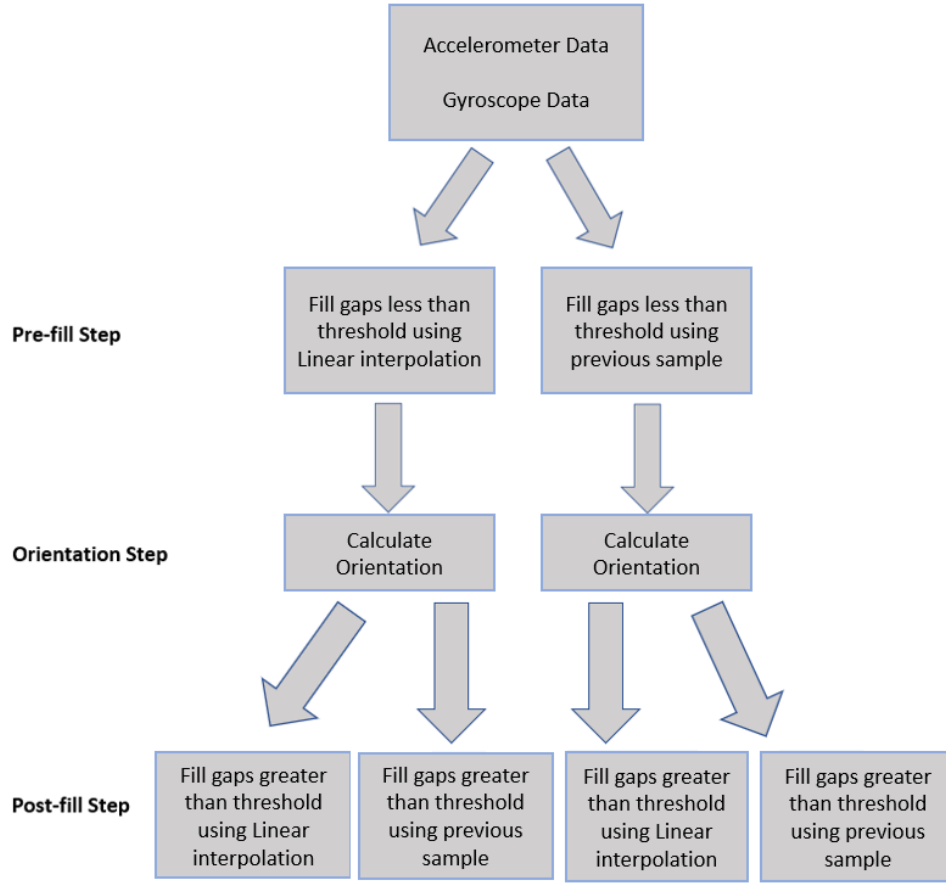 Accelerometer Data
Gyroscope Data
Pre-fill Step
Fill gaps less than
threshold using
Linear interpolation
Fill gaps less than
threshold using
previous sample
Orientation Step
Calculate
Orientation
Calculate
Orientation
Post-fill Step
Fill gaps greater
than threshold
using Linear
interpolation
Fill gaps greater
than threshold
using previous
sample
Fill gaps greater
than threshold
using Linear
interpolation
Fill gaps greater
than threshold
using previous
sample